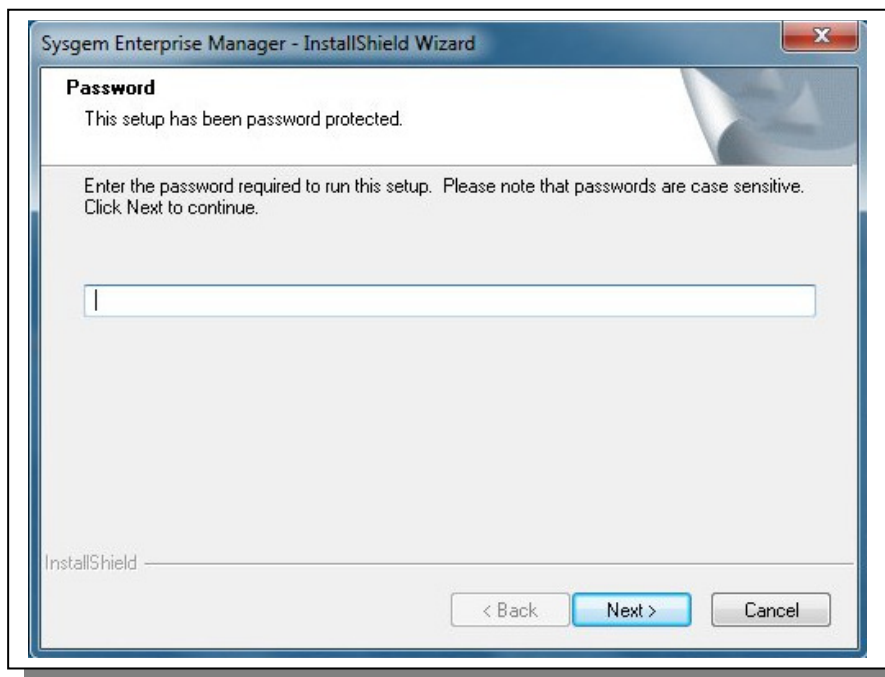 Sysgem Enterprise Manager - InstallShield Wizard
Password
This setup has been password protected.
Enter the password required to run this setup. Please note that passwords are case sensitive.
Click Next to continue.
InstallShield
< Back
Next >
Cancel